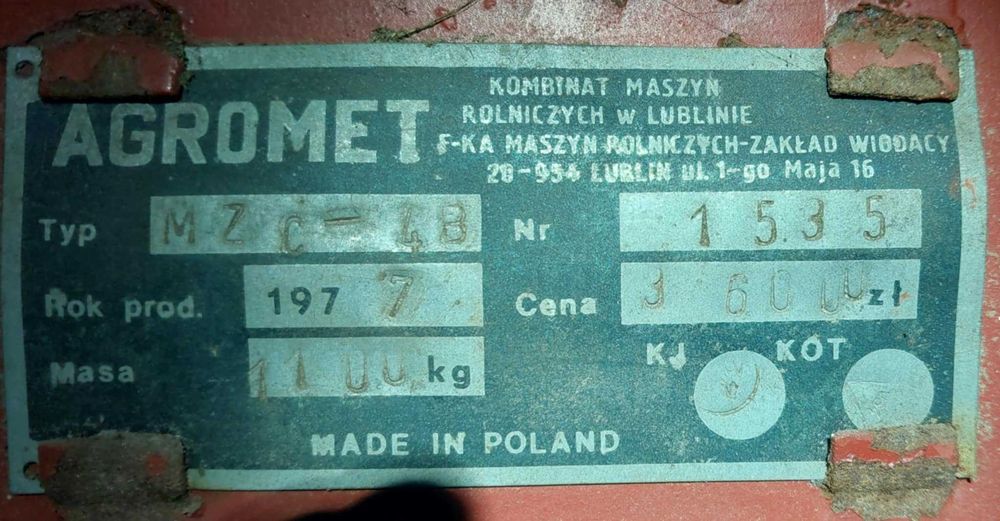 AGROMET
KOMBINAT MASZYN
ROLNICZYCH w LUBLINIE
F-KA MASZYN ROLNICZYCH-ZAKŁAD WIODĄCY
20-954 LUBLIN Ul. 1-go Maja 16
Typ MZC-4B Nr 1535
Rok prod. 1977 Cena 3 6000 zł
Masa 1100 kg KJ KOT
MADE IN POLAND